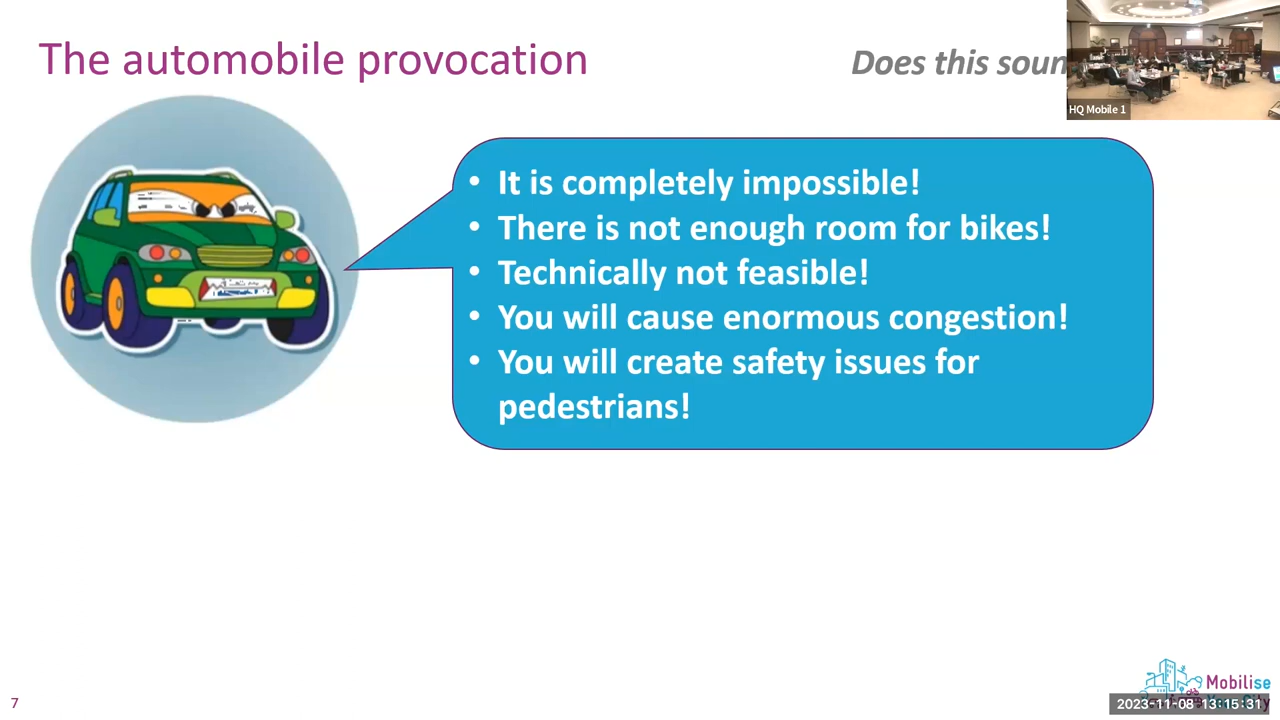 The automobile provocation
Does this soun
HQ Mobile 1
• It is completely impossible!
• There is not enough room for bikes!
• Technically not feasible!
• You will cause enormous congestion!
• You will create safety issues for
pedestrians!
7
Mobilise
2023-11-08 13:15:31